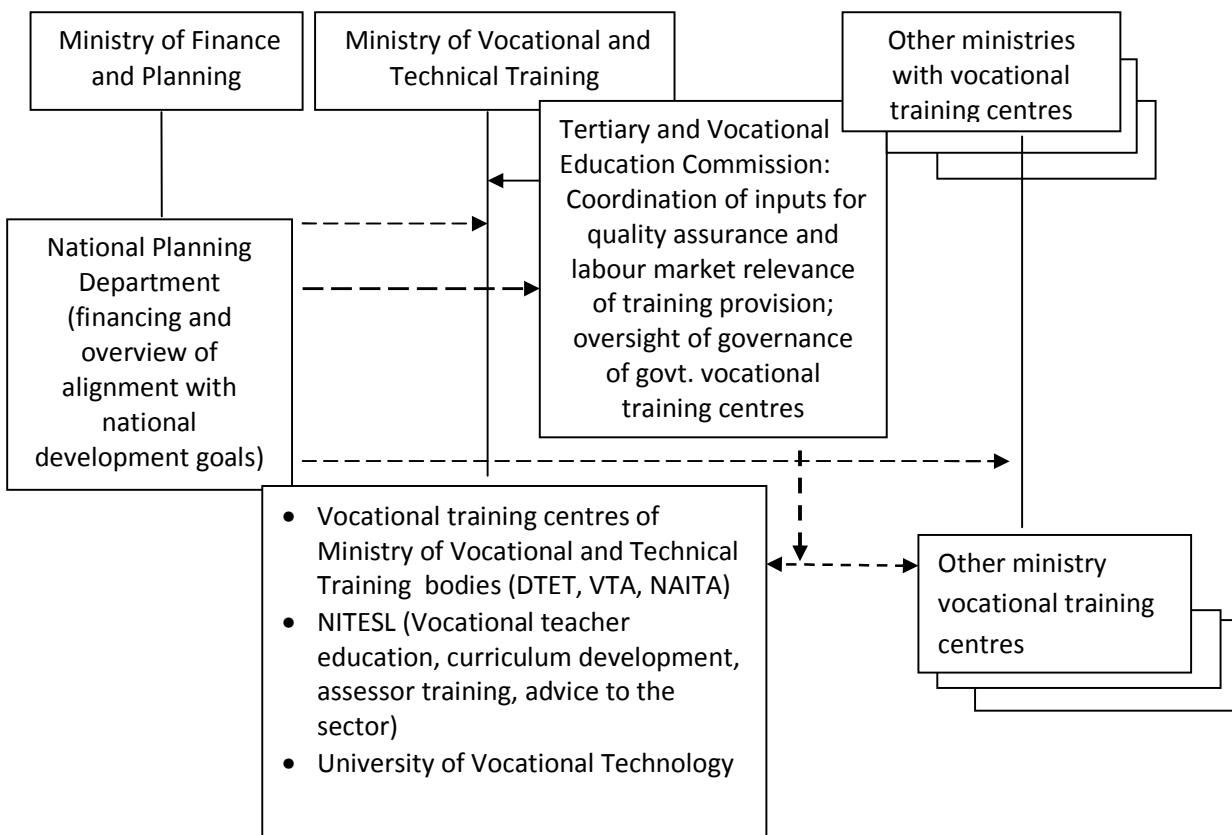 Ministry of Finance
and Planning
Ministry of Vocational and
Technical Training
Other ministries
with vocational
training centres
Tertiary and Vocational
Education Commission:
Coordination of inputs for
quality assurance and
labour market relevance
of training provision;
oversight of governance
of govt. vocational
training centres
National Planning
Department
(financing and
overview of
alignment with
national
development goals)
• Vocational training centres of
Ministry of Vocational and Technical
Training bodies (DTET, VTA, NAITA)
• NITESL (Vocational teacher
education, curriculum development,
assessor training, advice to the
sector)
• University of Vocational Technology
Other ministry
vocational training
centres